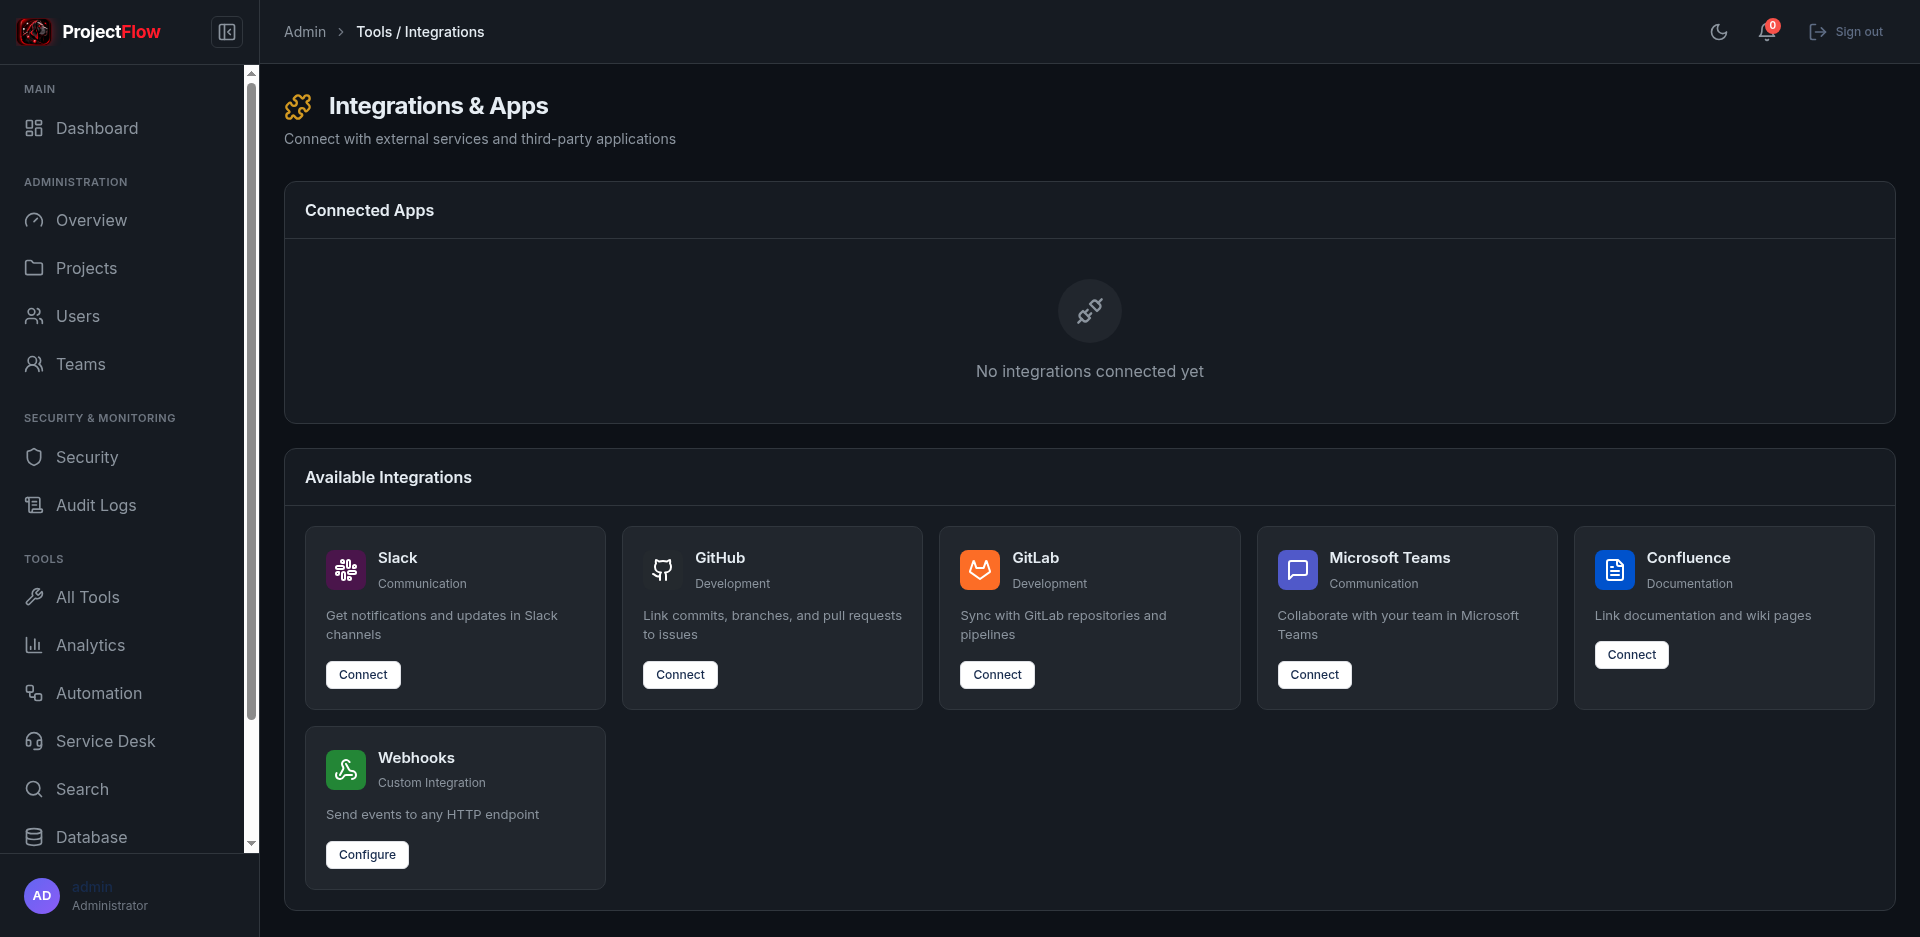 ProjectFlow
Admin > Tools / Integrations
0
Sign out
MAIN
Dashboard
ADMINISTRATION
Overview
Projects
Users
Teams
SECURITY & MONITORING
Security
Audit Logs
TOOLS
All Tools
Analytics
Automation
Service Desk
Search
Database
AD
admin
Administrator
Integrations & Apps
Connect with external services and third-party applications
Connected Apps
No integrations connected yet
Available Integrations
Slack
Communication
Get notifications and updates in Slack
channels
Connect
GitHub
Development
Link commits, branches, and pull requests
to issues
Connect
GitLab
Development
Sync with GitLab repositories and
pipelines
Connect
Microsoft Teams
Communication
Collaborate with your team in Microsoft
Teams
Connect
Confluence
Documentation
Link documentation and wiki pages
Connect
Webhooks
Custom Integration
Send events to any HTTP endpoint
Configure